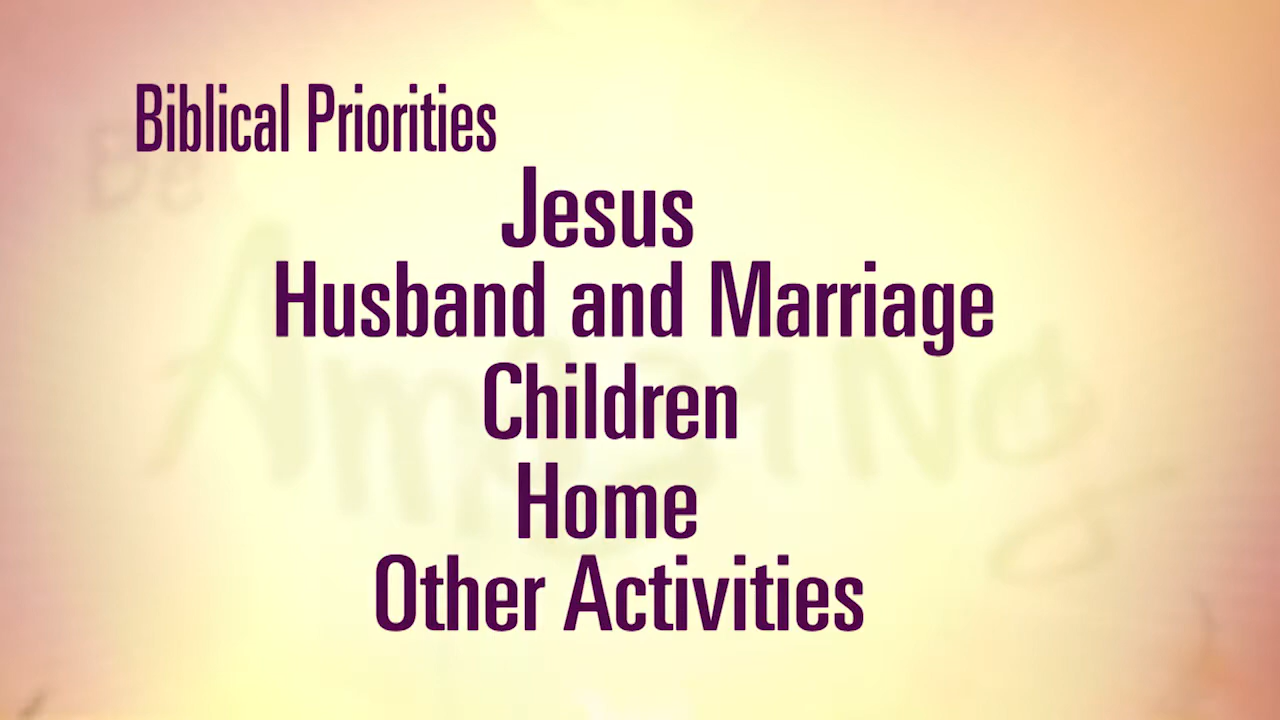 Biblical Priorities
Jesus
Husband and Marriage
Children
Home
Other Activities